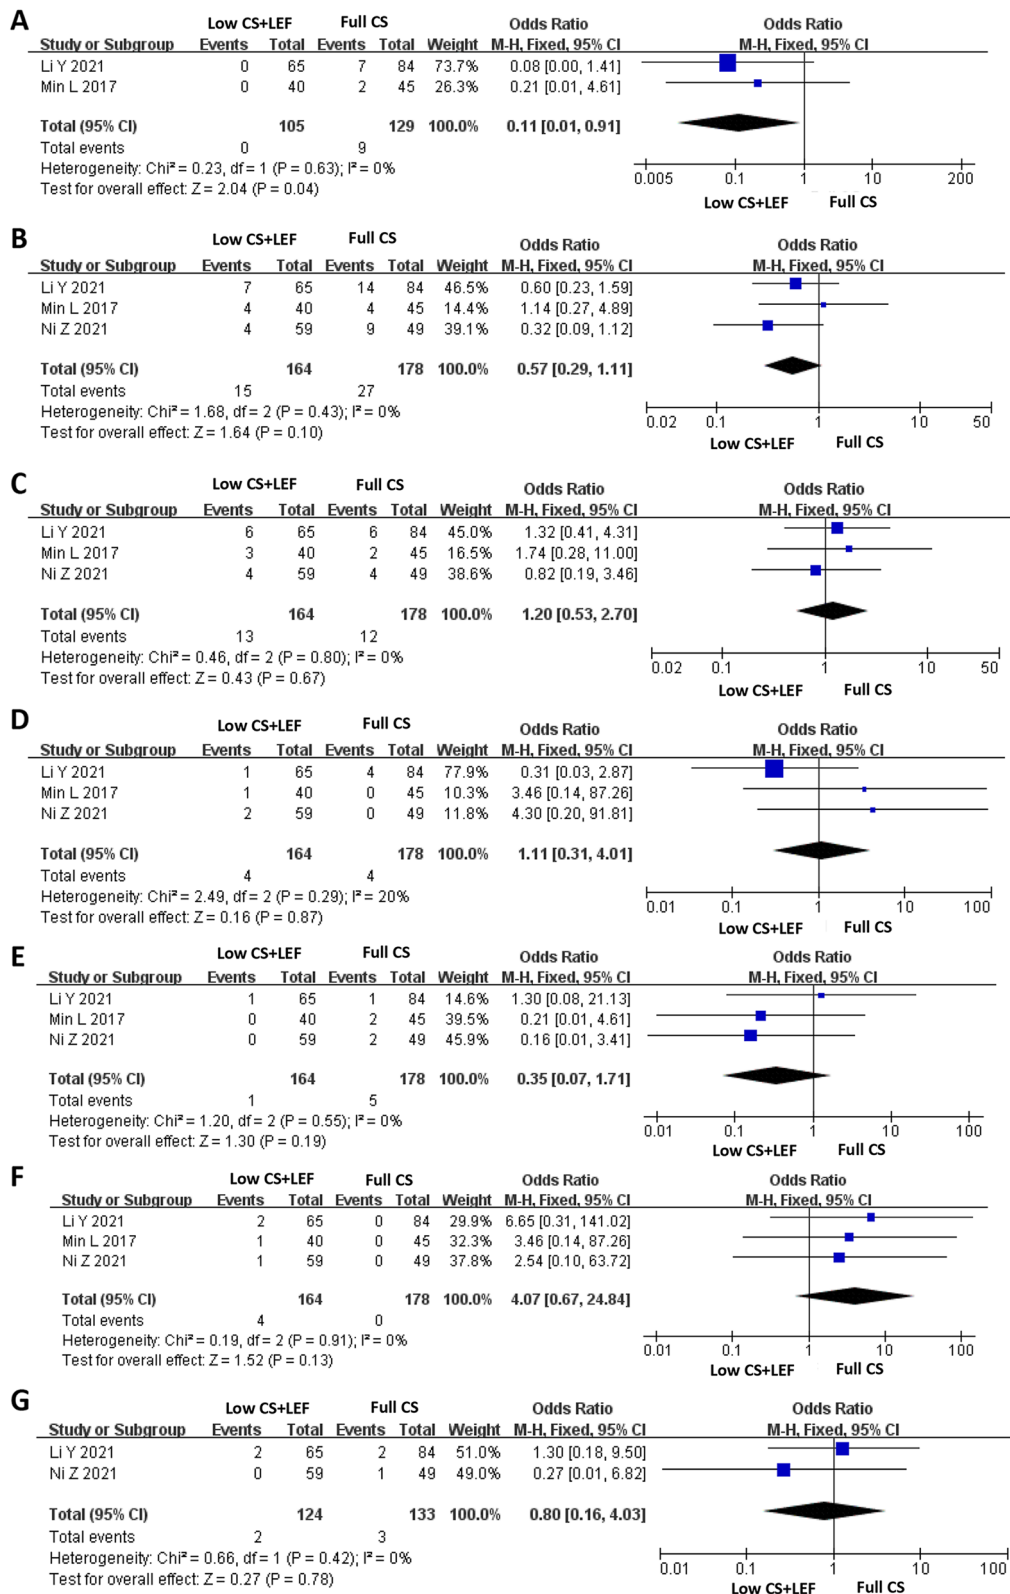 A
Low CS+LEF Full CS Odds Ratio Odds Ratio
Study or Subgroup Events Total Events Total Weight M-H, Fixed, 95% CI M-H, Fixed, 95% CI
Li Y 2021 0 65 7 84 73.7% 0.08 [0.00, 1.41]
Min L 2017 0 40 2 45 26.3% 0.21 [0.01, 4.61]
Total (95% CI) 105 129 100.0% 0.11 [0.01, 0.91]
Total events 0 9
Heterogeneity: Chi² = 0.23, df = 1 (P = 0.63); I² = 0%
Test for overall effect: Z = 2.04 (P = 0.04)
0.005 0.1 1 10 200
Low CS+LEF Full CS
B
Low CS+LEF Full CS Odds Ratio Odds Ratio
Study or Subgroup Events Total Events Total Weight M-H, Fixed, 95% CI M-H, Fixed, 95% CI
Li Y 2021 7 65 14 84 46.5% 0.60 [0.23, 1.59]
Min L 2017 4 40 4 45 14.4% 1.14 [0.27, 4.89]
Ni Z 2021 4 59 9 49 39.1% 0.32 [0.09, 1.12]
Total (95% CI) 164 178 100.0% 0.57 [0.29, 1.11]
Total events 15 27
Heterogeneity: Chi² = 1.68, df = 2 (P = 0.43); I² = 0%
Test for overall effect: Z = 1.64 (P = 0.10)
0.02 0.1 1 10 50
Low CS+LEF Full CS
C
Low CS+LEF Full CS Odds Ratio Odds Ratio
Study or Subgroup Events Total Events Total Weight M-H, Fixed, 95% CI M-H, Fixed, 95% CI
Li Y 2021 6 65 6 84 45.0% 1.32 [0.41, 4.31]
Min L 2017 3 40 2 45 16.5% 1.74 [0.28, 11.00]
Ni Z 2021 4 59 4 49 38.6% 0.82 [0.19, 3.46]
Total (95% CI) 164 178 100.0% 1.20 [0.53, 2.70]
Total events 13 12
Heterogeneity: Chi² = 0.46, df = 2 (P = 0.80); I² = 0%
Test for overall effect: Z = 0.43 (P = 0.67)
0.02 0.1 1 10 50
Low CS+LEF Full CS
D
Low CS+LEF Full CS Odds Ratio Odds Ratio
Study or Subgroup Events Total Events Total Weight M-H, Fixed, 95% CI M-H, Fixed, 95% CI
Li Y 2021 1 65 4 84 77.9% 0.31 [0.03, 2.87]
Min L 2017 1 40 0 45 10.3% 3.46 [0.14, 87.26]
Ni Z 2021 2 59 0 49 11.8% 4.30 [0.20, 91.81]
Total (95% CI) 164 178 100.0% 1.11 [0.31, 4.01]
Total events 4 4
Heterogeneity: Chi² = 2.49, df = 2 (P = 0.29); I² = 20%
Test for overall effect: Z = 0.16 (P = 0.87)
0.01 0.1 1 10 100
Low CS+LEF Full CS
E
Low CS+LEF Full CS Odds Ratio Odds Ratio
Study or Subgroup Events Total Events Total Weight M-H, Fixed, 95% CI M-H, Fixed, 95% CI
Li Y 2021 1 65 1 84 14.6% 1.30 [0.08, 21.13]
Min L 2017 0 40 2 45 39.5% 0.21 [0.01, 4.61]
Ni Z 2021 0 59 2 49 45.9% 0.16 [0.01, 3.41]
Total (95% CI) 164 178 100.0% 0.35 [0.07, 1.71]
Total events 1 5
Heterogeneity: Chi² = 1.20, df = 2 (P = 0.55); I² = 0%
Test for overall effect: Z = 1.30 (P = 0.19)
0.01 0.1 1 10 100
Low CS+LEF Full CS
F
Low CS+LEF Full CS Odds Ratio Odds Ratio
Study or Subgroup Events Total Events Total Weight M-H, Fixed, 95% CI M-H, Fixed, 95% CI
Li Y 2021 2 65 0 84 29.9% 6.65 [0.31, 141.02]
Min L 2017 1 40 0 45 32.3% 3.46 [0.14, 87.26]
Ni Z 2021 1 59 0 49 37.8% 2.54 [0.10, 63.72]
Total (95% CI) 164 178 100.0% 4.07 [0.67, 24.84]
Total events 4 0
Heterogeneity: Chi² = 0.19, df = 2 (P = 0.91); I² = 0%
Test for overall effect: Z = 1.52 (P = 0.13)
0.01 0.1 1 10 100
Low CS+LEF Full CS
G
Low CS+LEF Full CS Odds Ratio Odds Ratio
Study or Subgroup Events Total Events Total Weight M-H, Fixed, 95% CI M-H, Fixed, 95% CI
Li Y 2021 2 65 2 84 51.0% 1.30 [0.18, 9.50]
Ni Z 2021 0 59 1 49 49.0% 0.27 [0.01, 6.82]
Total (95% CI) 124 133 100.0% 0.80 [0.16, 4.03]
Total events 2 3
Heterogeneity: Chi² = 0.66, df = 1 (P = 0.42); I² = 0%
Test for overall effect: Z = 0.27 (P = 0.78)
0.01 0.1 1 10 100
Low CS+LEF Full CS